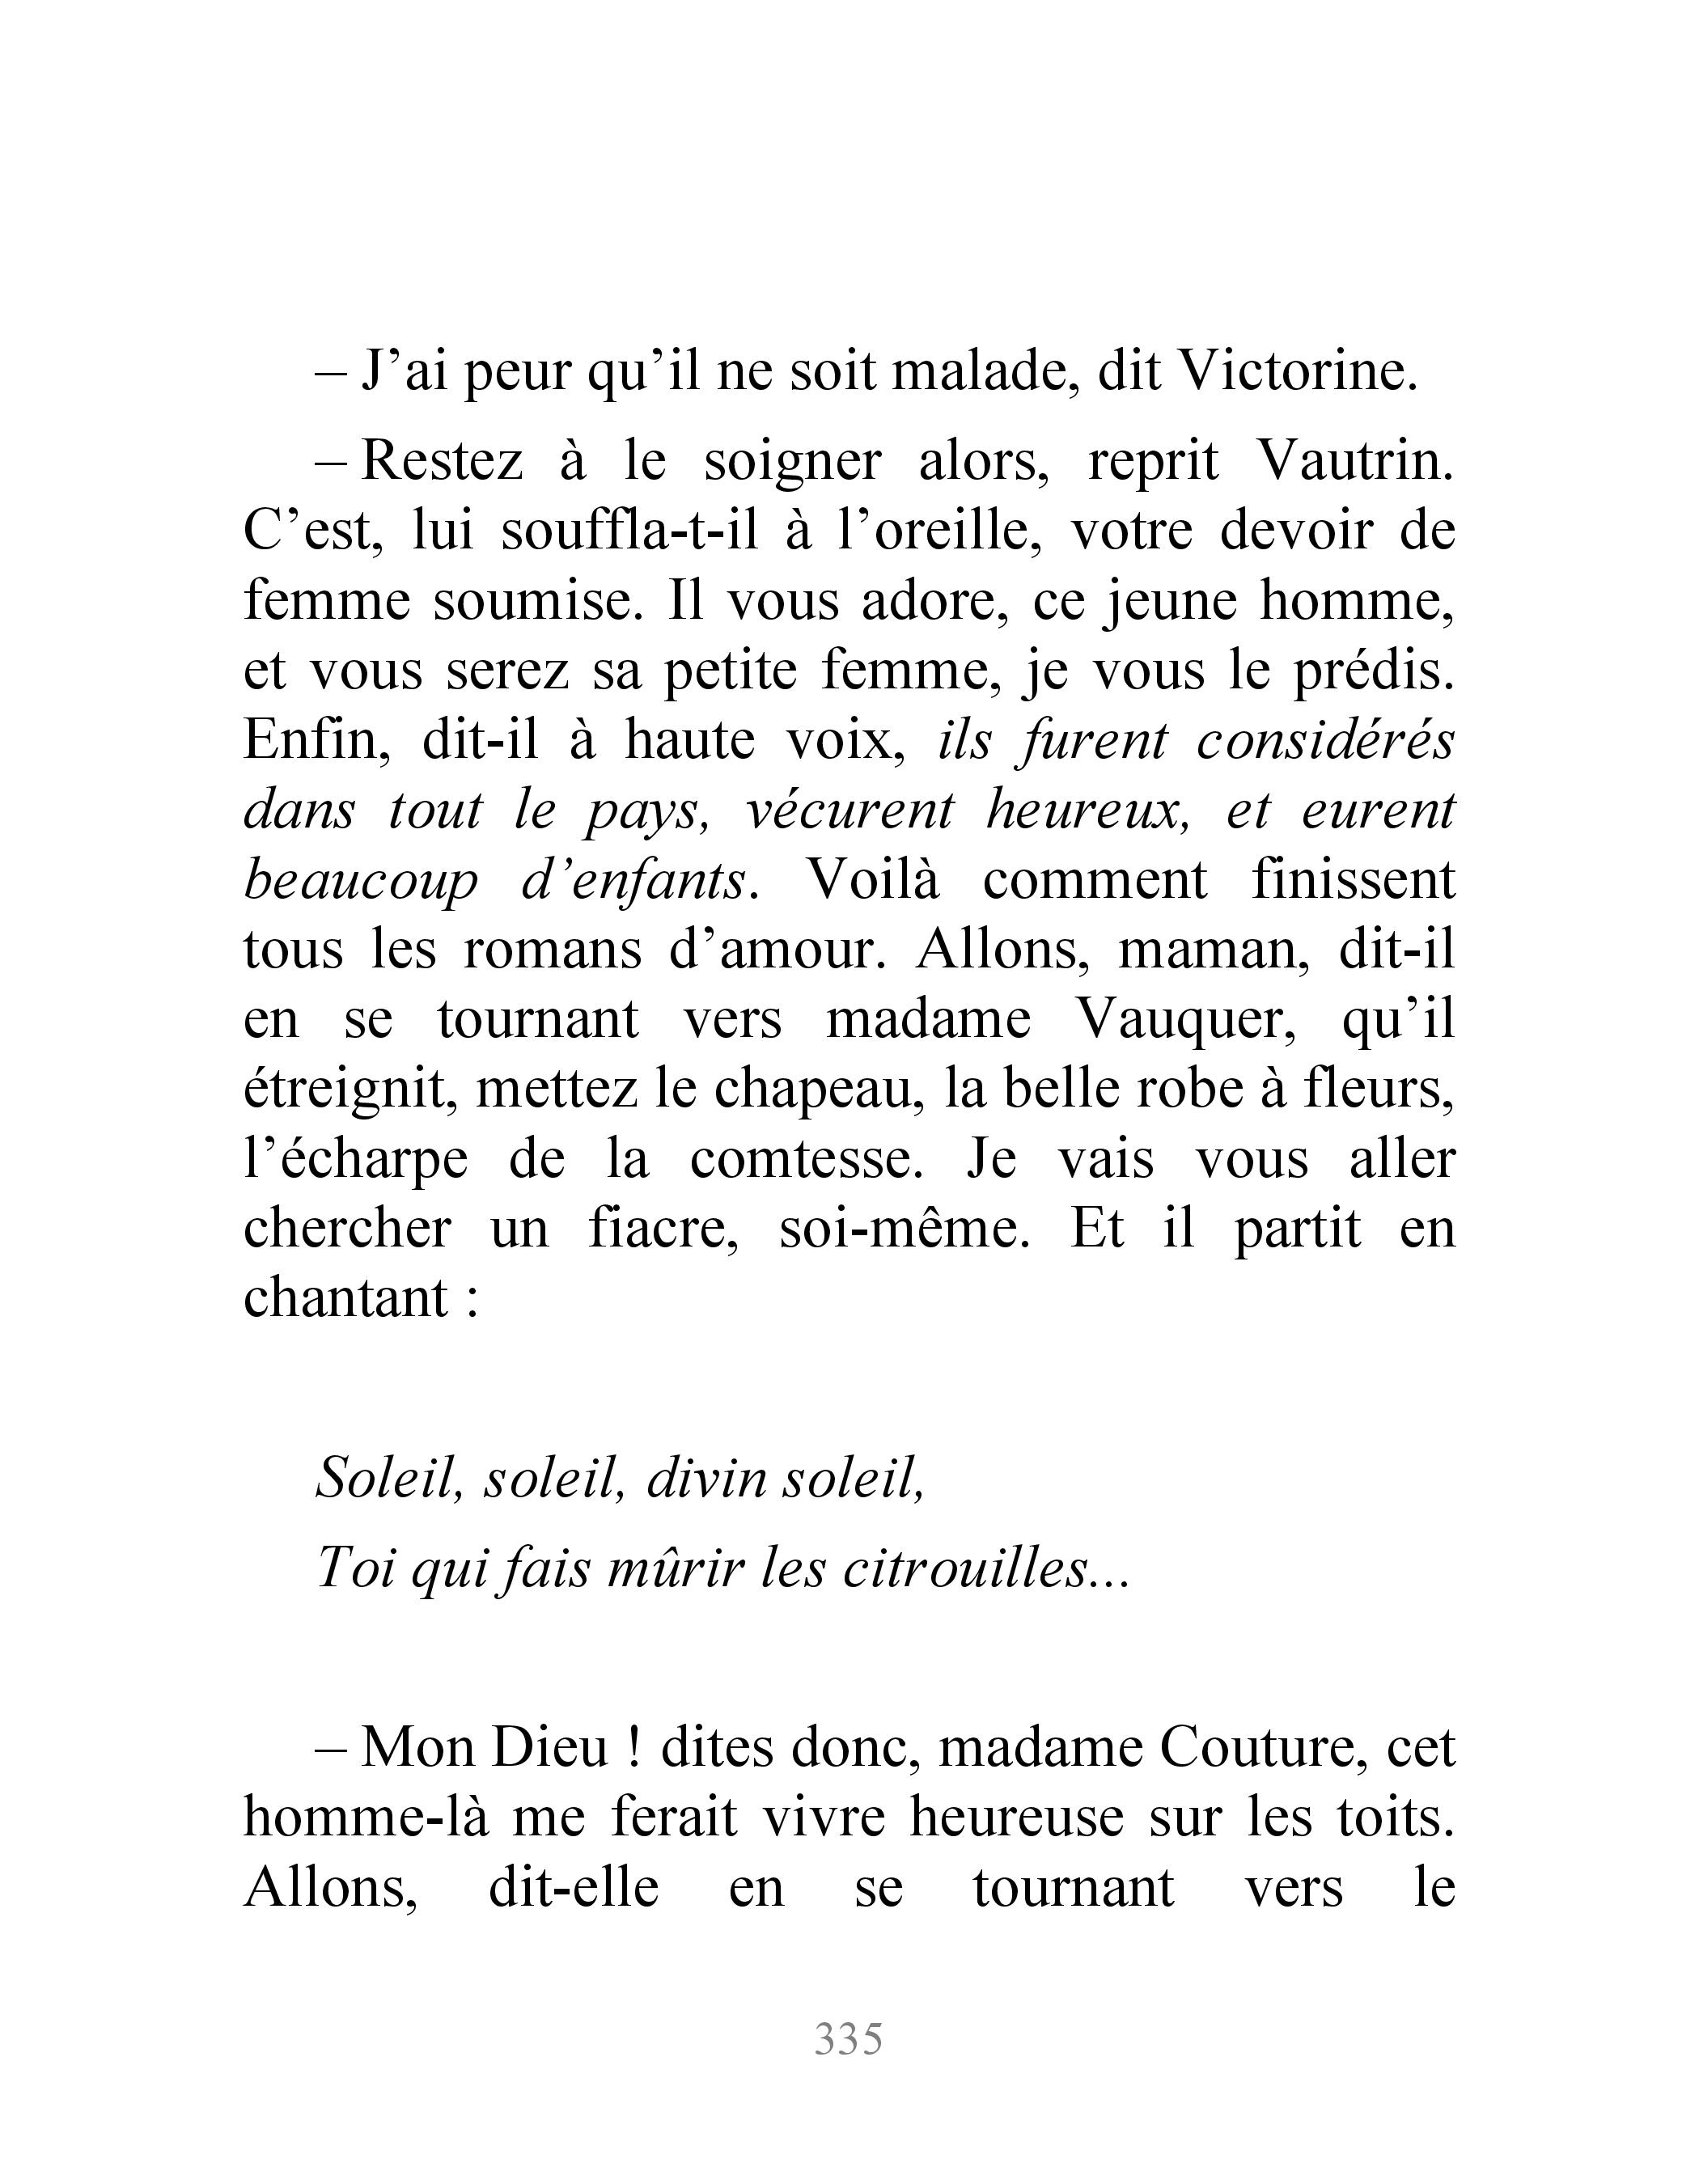 – J’ai peur qu’il ne soit malade, dit Victorine.
– Restez à le soigner alors, reprit Vautrin.
C’est, lui souffla-t-il à l’oreille, votre devoir de
femme soumise. Il vous adore, ce jeune homme,
et vous serez sa petite femme, je vous le prédis.
Enfin, dit-il à haute voix, ils furent considérés
dans tout le pays, vécurent heureux, et eurent
beaucoup d’enfants. Voilà comment finissent
tous les romans d’amour. Allons, maman, dit-il
en se tournant vers madame Vauquer, qu’il
étreignit, mettez le chapeau, la belle robe à fleurs,
l’écharpe de la comtesse. Je vais vous aller
chercher un fiacre, soi-même. Et il partit en
chantant :
Soleil, soleil, divin soleil,
Toi qui fais mûrir les citrouilles...
– Mon Dieu ! dites donc, madame Couture, cet
homme-là me ferait vivre heureuse sur les toits.
Allons, dit-elle en se tournant vers le
335